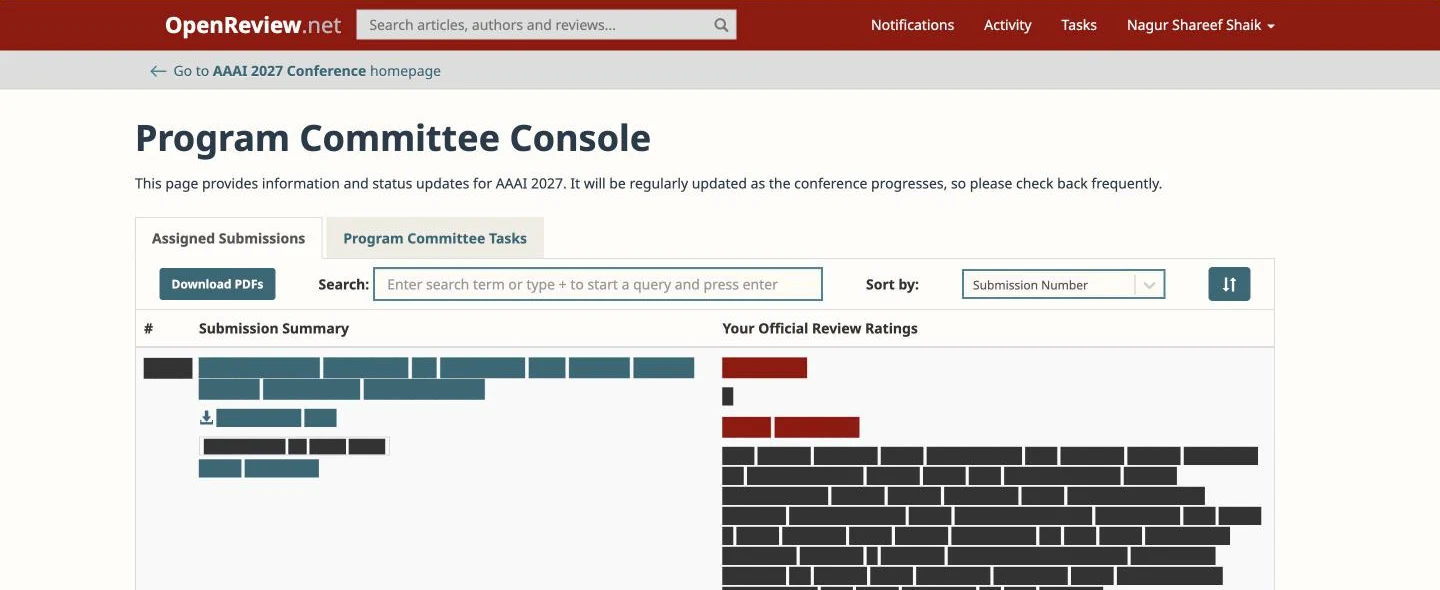 OpenReview.net Search articles, authors and reviews... Notifications Activity Tasks Nagur Shareef Shaik
← Go to AAAI 2027 Conference homepage
Program Committee Console
This page provides information and status updates for AAAI 2027. It will be regularly updated as the conference progresses, so please check back frequently.
Assigned Submissions Program Committee Tasks
Download PDFs Search: Enter search term or type + to start a query and press enter Sort by: Submission Number
# Submission Summary Your Official Review Ratings